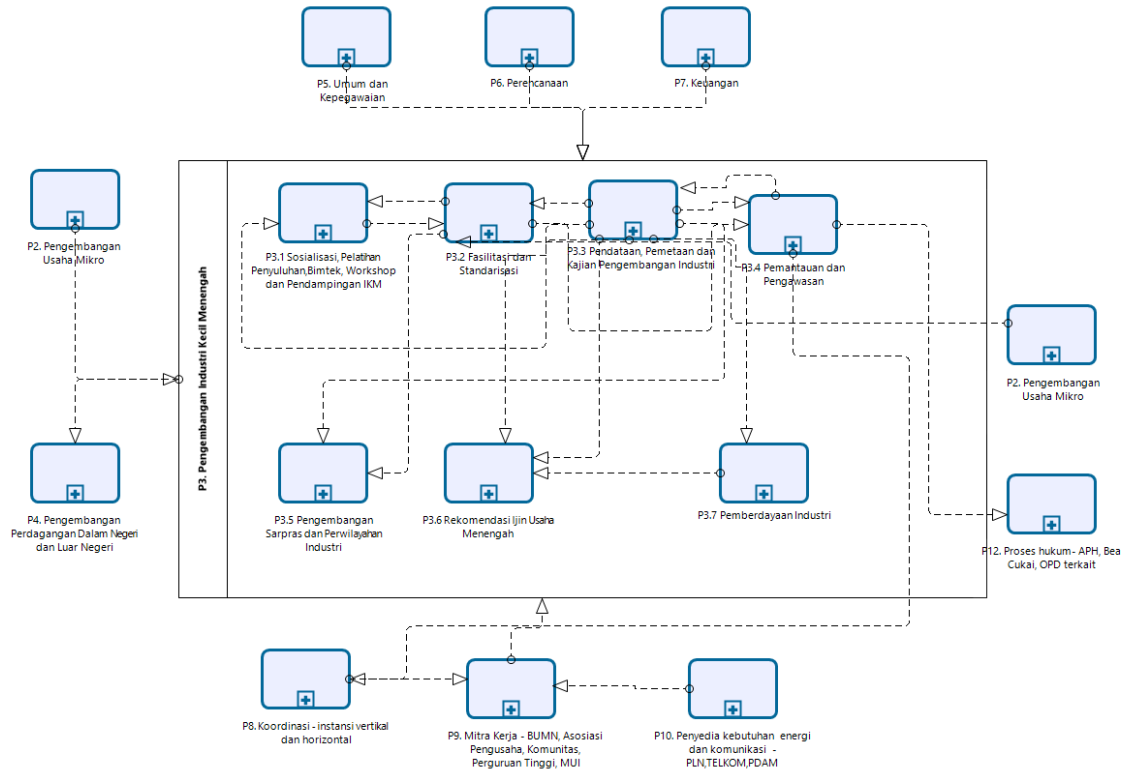 P5. Umum dan
Kepegawaian
P6. Perencanaan
P7. Keuangan
P2. Pengembangan
Usaha Mikro
P3. Pengembangan Industri Kecil Menengah
P3.1 Sosialisasi, Pelatihan
Penyuluhan,Bimtek, Workshop
dan Pendampingan IKM
P3.2 Fasilitasi dan
Standarisasi
P3.3 Pendataan, Pemetaan dan
Kajian Pengembangan Industri
P3.4 Pemantauan dan
Pengawasan
P2. Pengembangan
Usaha Mikro
P4. Pengembangan
Perdagangan Dalam Negeri
dan Luar Negeri
P3.5 Pengembangan
Sarpras dan Perwilayahan
Industri
P3.6 Rekomendasi Ijin Usaha
Menengah
P3.7 Pemberdayaan Industri
P12. Proses hukum- APH, Bea
Cukai, OPD terkait
P8. Koordinasi - instansi vertikal
dan horizontal
P9. Mitra Kerja - BUMN, Asosiasi
Pengusaha, Komunitas,
Perguruan Tinggi, MUI
P10. Penyedia kebutuhan energi
dan komunikasi -
PLN,TELKOM,PDAM